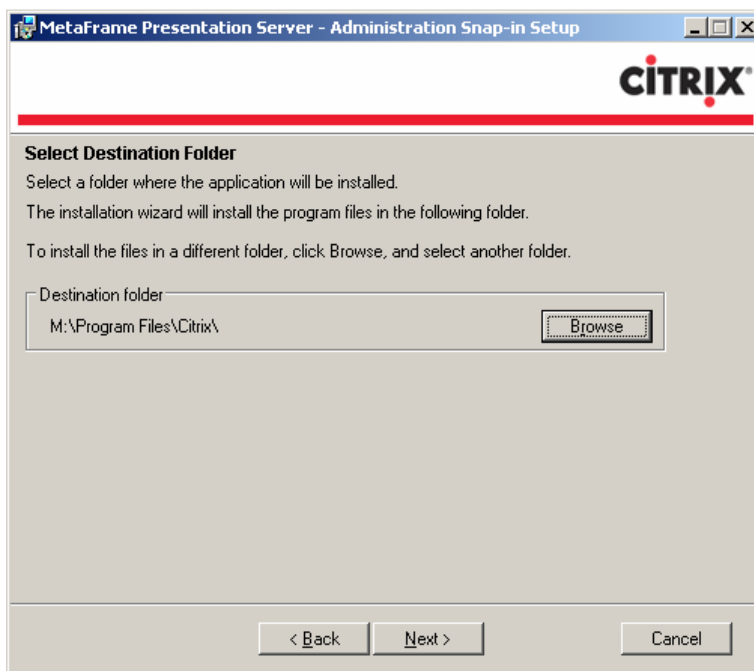 MetaFrame Presentation Server - Administration Snap-in Setup
CITRIX®
Select Destination Folder
Select a folder where the application will be installed.
The installation wizard will install the program files in the following folder.
To install the files in a different folder, click Browse, and select another folder.
Destination folder
M:\Program Files\Citrix\
Browse
< Back
Next >
Cancel